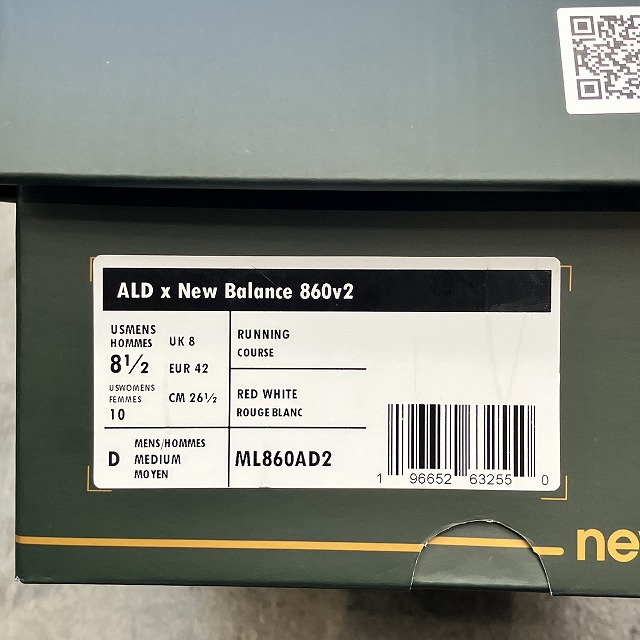 ALD x New Balance 860v2
USMENS
HOMMES
8½
USWOMENS
FEMMES
10
UK 8
EUR 42
CM 26½
RUNNING
COURSE
RED WHITE
ROUGE BLANC
D
MENS/HOMMES
MEDIUM
MOYEN
ML860AD2
1 96652 63255 0
ne